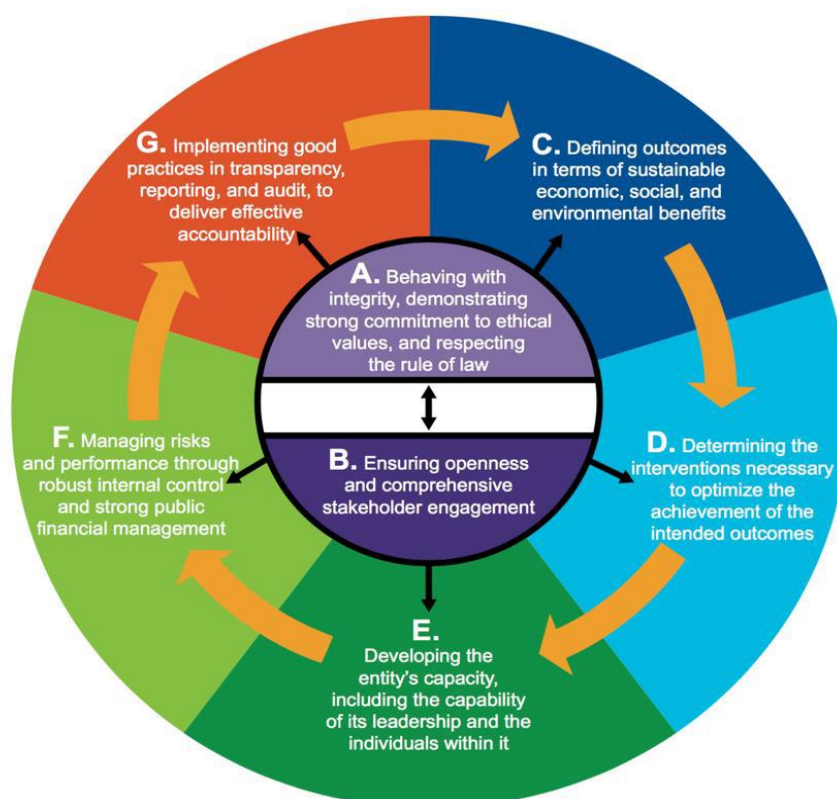 A. Behaving with
integrity, demonstrating
strong commitment to ethical
values, and respecting
the rule of law
B. Ensuring openness
and comprehensive
stakeholder engagement
C. Defining outcomes
in terms of sustainable
economic, social, and
environmental benefits
D. Determining the
interventions necessary
to optimize the
achievement of the
intended outcomes
E.
Developing the
entity’s capacity,
including the capability
of its leadership and the
individuals within it
F. Managing risks
and performance through
robust internal control
and strong public
financial management
G. Implementing good
practices in transparency,
reporting, and audit, to
deliver effective
accountability